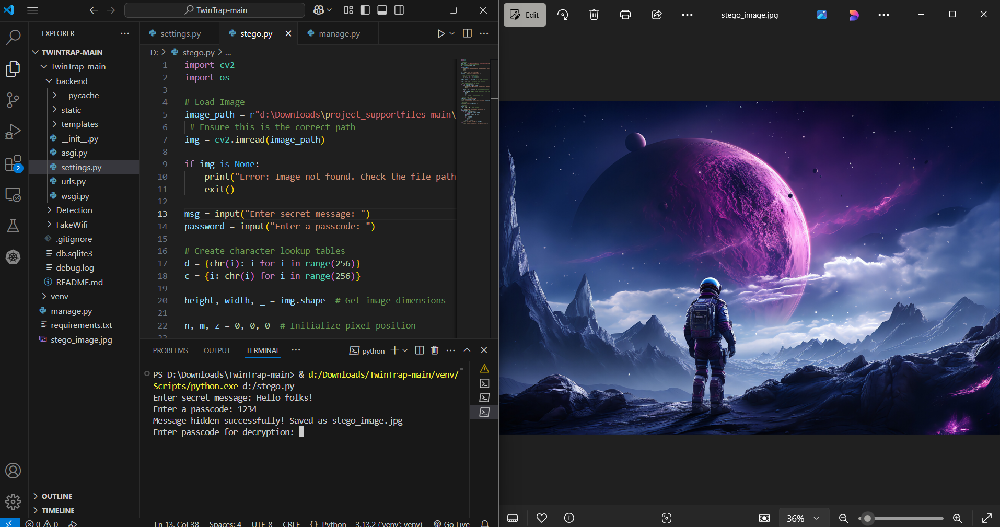 TwinTrap-main
EXPLORER
TWINTRAP-MAIN
TwinTrap-main
backend
__pycache__
static
templates
__init__.py
asgi.py
settings.py
urls.py
wsgi.py
Detection
FakeWifi
.gitignore
db.sqlite3
debug.log
README.md
venv
manage.py
requirements.txt
stego_image.jpg
OUTLINE
TIMELINE
2
settings.py
stego.py
manage.py
D: > stego.py > ...
1 import cv2
2 import os
3
4 # Load Image
5 image_path = r"d:\Downloads\project_supportfiles-main\
6 # Ensure this is the correct path
7 img = cv2.imread(image_path)
8
9 if img is None:
10 print("Error: Image not found. Check the file path
11 exit()
12
13 msg = input("Enter secret message: ")
14 password = input("Enter a passcode: ")
15
16 # Create character lookup tables
17 d = {chr(i): i for i in range(256)}
18 c = {i: chr(i) for i in range(256)}
19
20 height, width, _ = img.shape # Get image dimensions
21
22 n, m, z = 0, 0, 0 # Initialize pixel position
23
PROBLEMS OUTPUT TERMINAL ...
python
PS D:\Downloads\TwinTrap-main> & d:/Downloads/TwinTrap-main/venv/
Scripts/python.exe d:/stego.py
Enter secret message: Hello folks!
Enter a passcode: 1234
Message hidden successfully! Saved as stego_image.jpg
Enter passcode for decryption:
0 0 Ln 13, Col 38 Spaces: 4 UTF-8 CRLF {} Python 3.13.2 ('venv': venv) Go Live
Edit
stego_image.jpg
36%